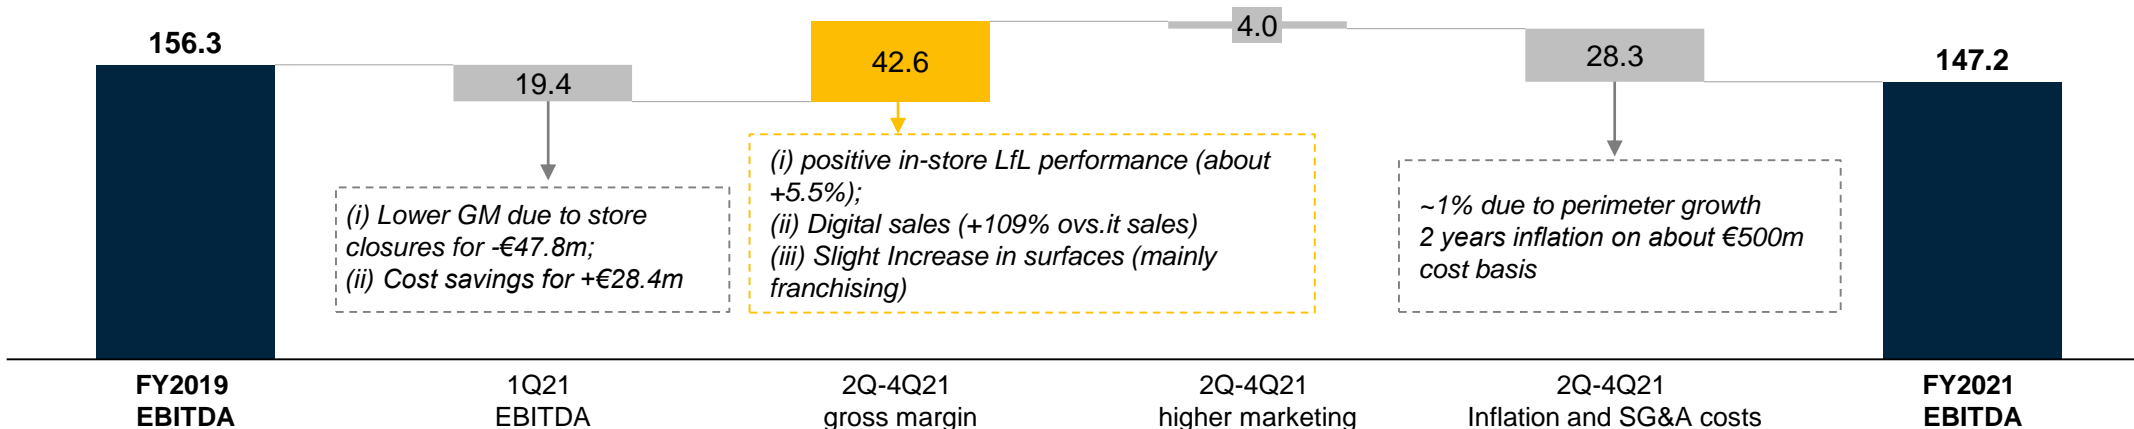 156.3
19.4
42.6
4.0
28.3
147.2
(i) Lower GM due to store
closures for -€47.8m;
(ii) Cost savings for +€28.4m
(i) positive in-store LfL performance (about
+5.5%);
(ii) Digital sales (+109% ovs.it sales)
(iii) Slight Increase in surfaces (mainly
franchising)
~1% due to perimeter growth
2 years inflation on about €500m
cost basis
FY2019
EBITDA
1Q21
EBITDA
2Q-4Q21
gross margin
2Q-4Q21
higher marketing
2Q-4Q21
Inflation and SG&A costs
FY2021
EBITDA